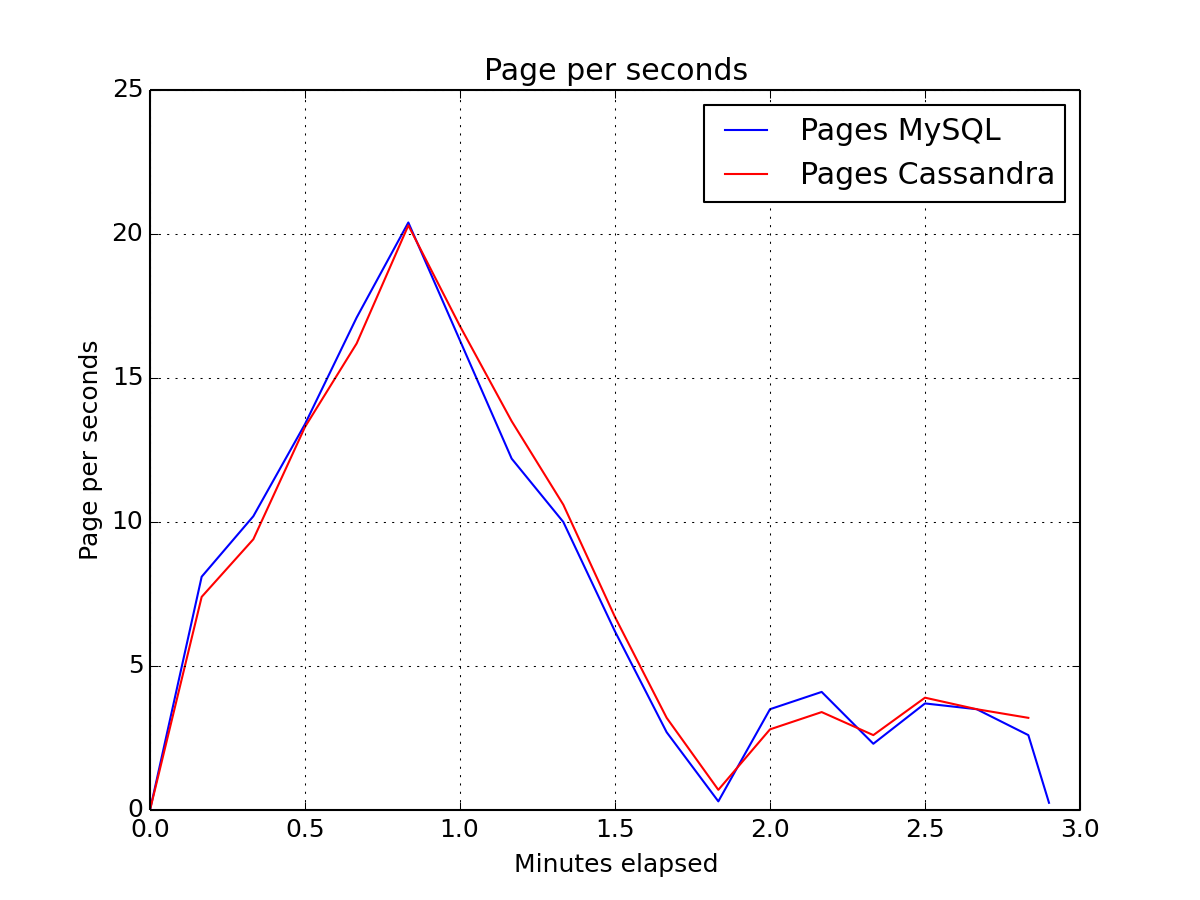 Page per seconds
25
20
15
10
5
0
Page per seconds
Pages MySQL
Pages Cassandra
0.0 0.5 1.0 1.5 2.0 2.5 3.0
Minutes elapsed